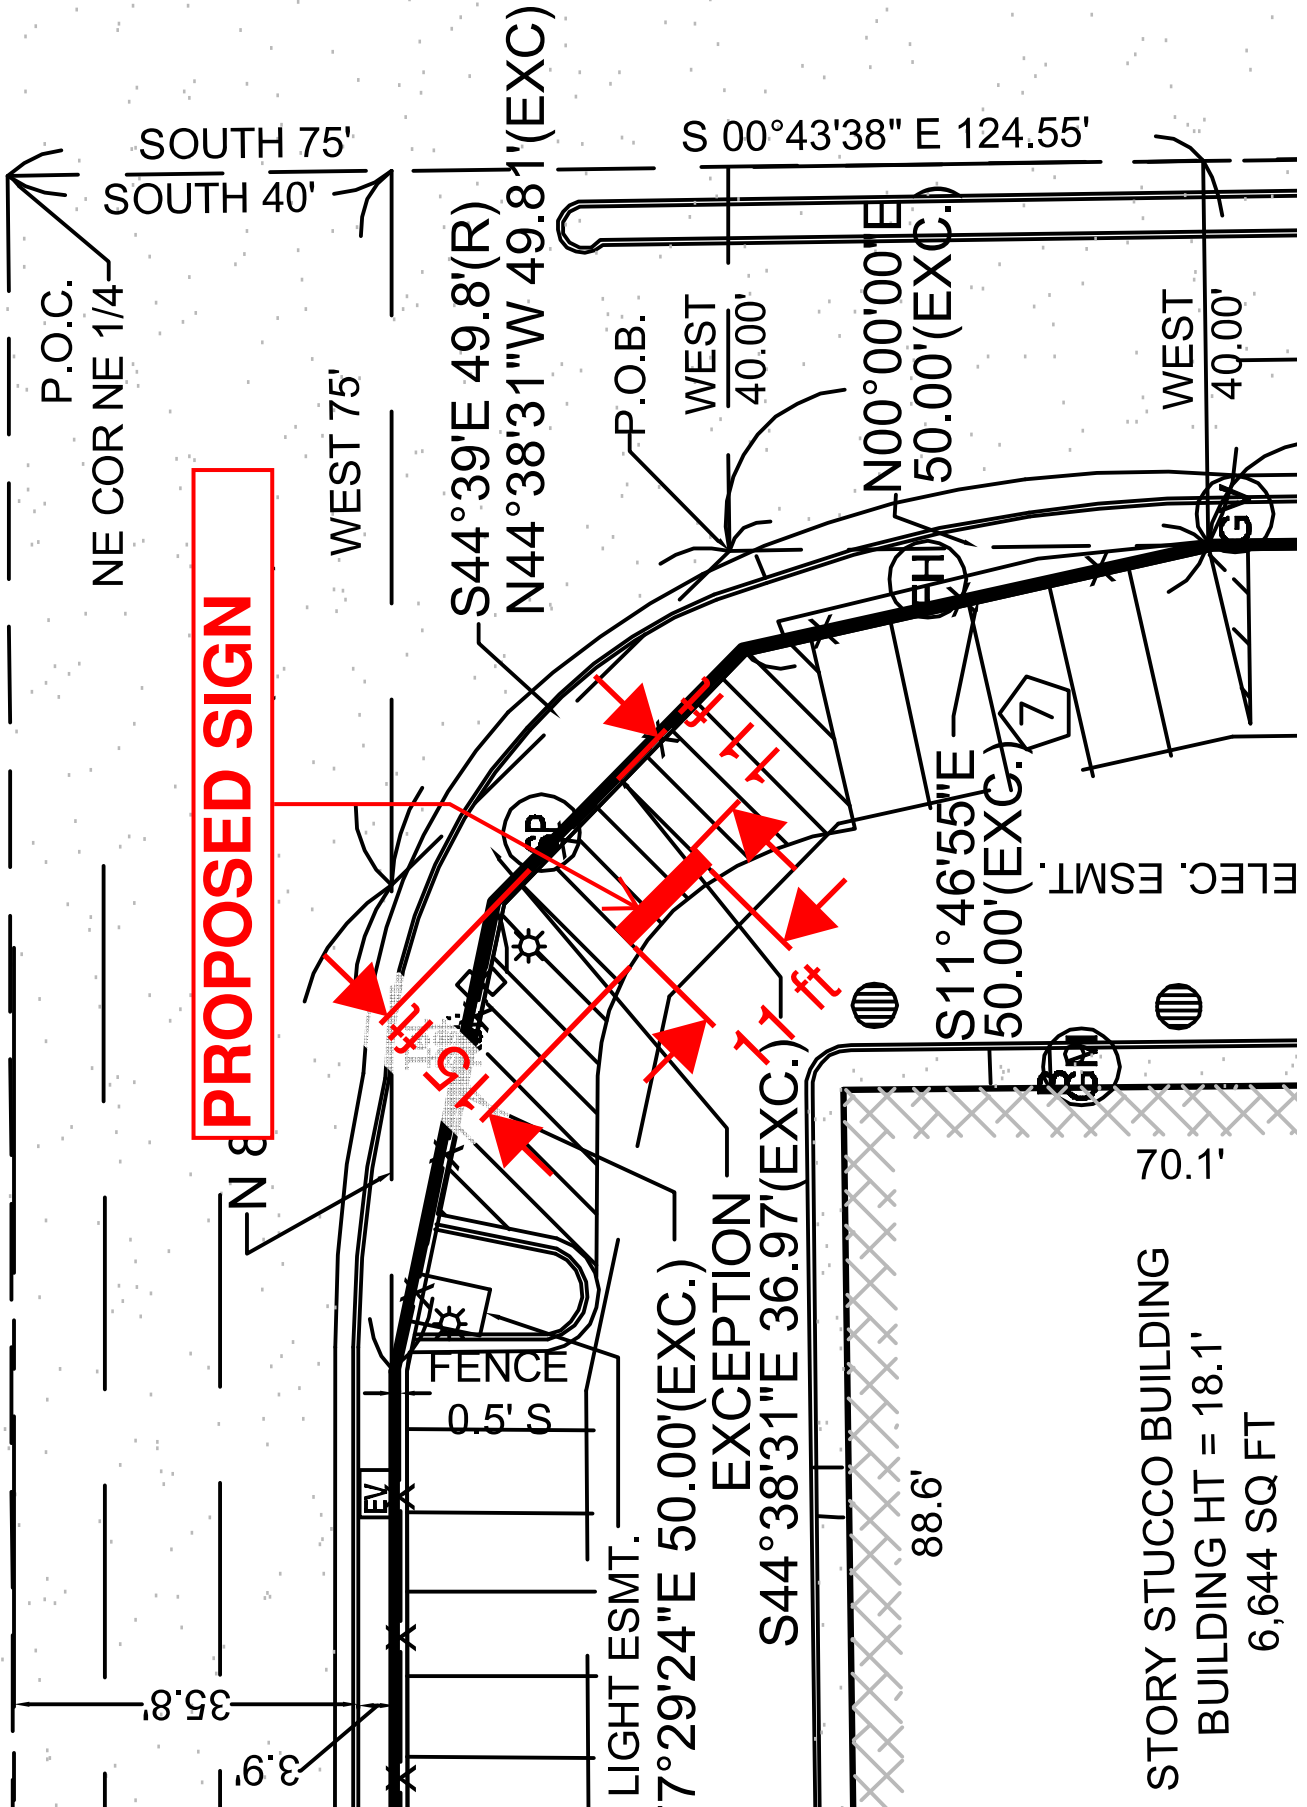 SOUTH 75'
SOUTH 40'
S 00°43'38" E 124.55'
P.O.C.
NE COR NE 1/4
WEST 75'
S44°39'E 49.8'(R)
N44°38'31"W 49.81'(EXC)
P.O.B.
WEST
40.00'
N00°00'00"E
50.00'(EXC.)
WEST
40.00'
PROPOSED SIGN
N 8
GV
FH
7
SP
11 ft
11 ft
15 ft
S11°46'55"E
50.00'(EXC.)
ELEC. ESMT.
BM
70.1'
FENCE
0.5' S
EV
LIGHT ESMT.
7°29'24"E 50.00'(EXC.)
EXCEPTION
S44°38'31"E 36.97'(EXC.)
88.6'
STORY STUCCO BUILDING
BUILDING HT = 18.1'
6,644 SQ FT
35.8'
3.9'